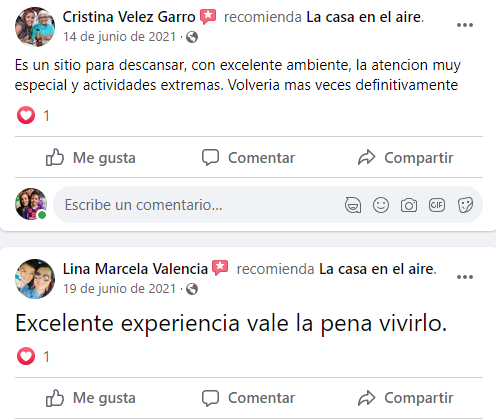 Cristina Velez Garro recomienda La casa en el aire.
14 de junio de 2021 ·
Es un sitio para descansar, con excelente ambiente, la atencion muy
especial y actividades extremas. Volveria mas veces definitivamente
1
Me gusta Comentar Compartir
Escribe un comentario... GIF
Lina Marcela Valencia recomienda La casa en el aire.
19 de junio de 2021 ·
Excelente experiencia vale la pena vivirlo.
1
Me gusta Comentar Compartir